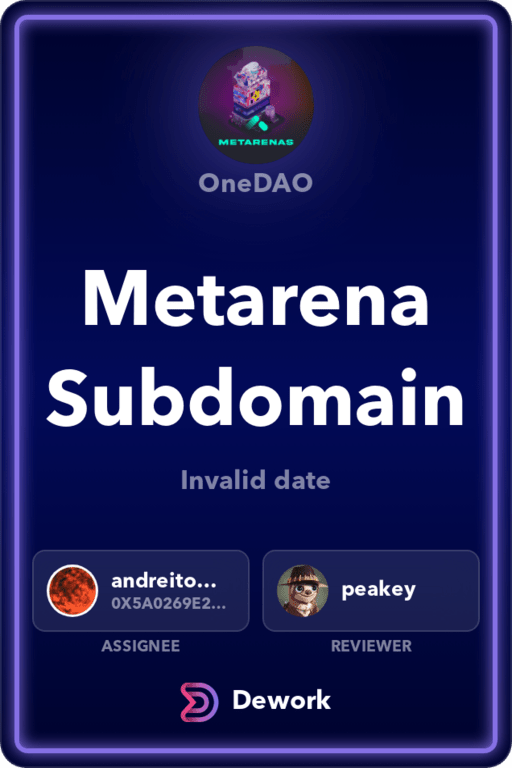 METARENAS
OneDAO
Metarena
Subdomain
Invalid date
andreito...
0X5A0269E2...
peakey
ASSIGNEE
REVIEWER
Dework